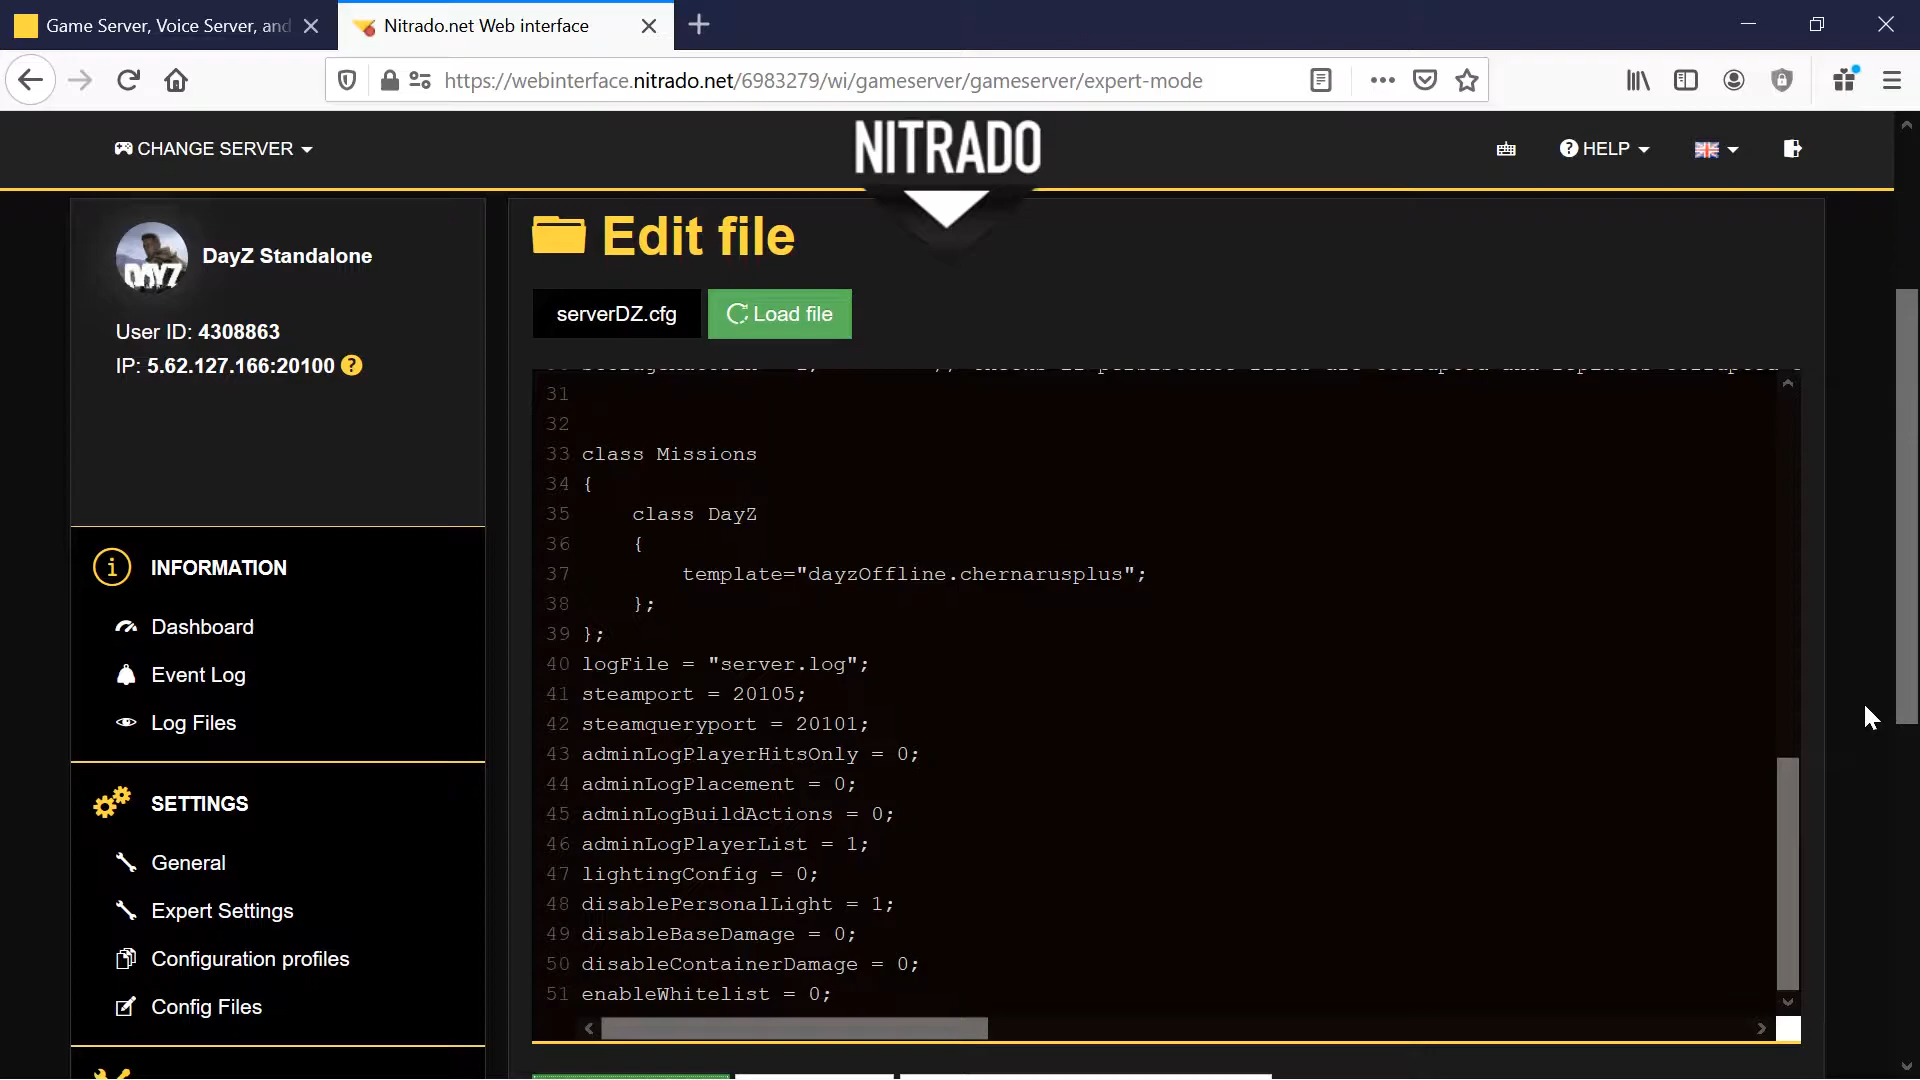 Game Server, Voice Server, and
Nitrado.net Web interface
https://webinterface.nitrado.net/6983279/wi/gameserver/gameserver/expert-mode
CHANGE SERVER
NITRADO
HELP
DAYZ
DayZ Standalone
User ID: 4308863
IP: 5.62.127.166:20100
INFORMATION
Dashboard
Event Log
Log Files
SETTINGS
General
Expert Settings
Configuration profiles
Config Files
Edit file
serverDZ.cfg
Load file
31
32
33 class Missions
34 {
35 class DayZ
36 {
37 template="dayzOffline.chernarusplus";
38 };
39 };
40 logFile = "server.log";
41 steamport = 20105;
42 steamqueryport = 20101;
43 adminLogPlayerHitsOnly = 0;
44 adminLogPlacement = 0;
45 adminLogBuildActions = 0;
46 adminLogPlayerList = 1;
47 lightingConfig = 0;
48 disablePersonalLight = 1;
49 disableBaseDamage = 0;
50 disableContainerDamage = 0;
51 enableWhitelist = 0;